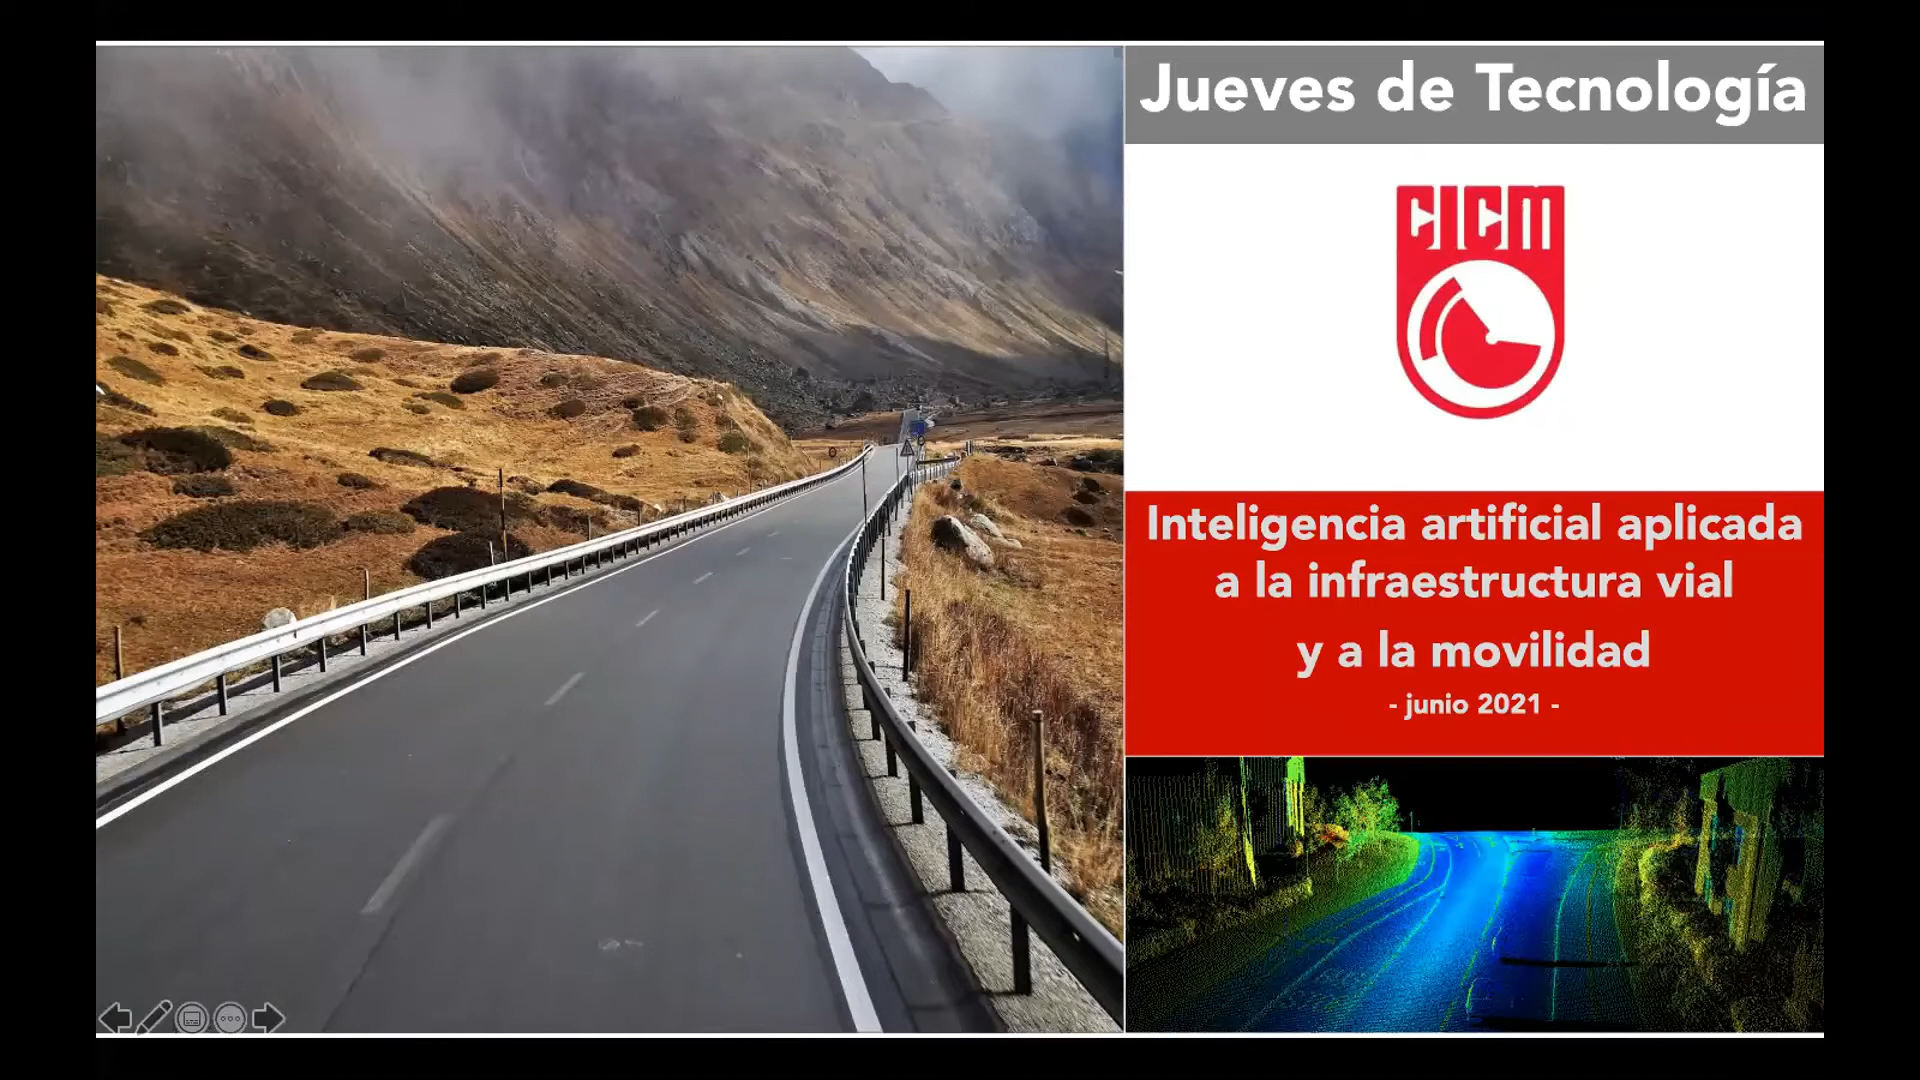 Jueves de Tecnología
CICM
Inteligencia artificial aplicada
a la infraestructura vial
y a la movilidad
- junio 2021 -